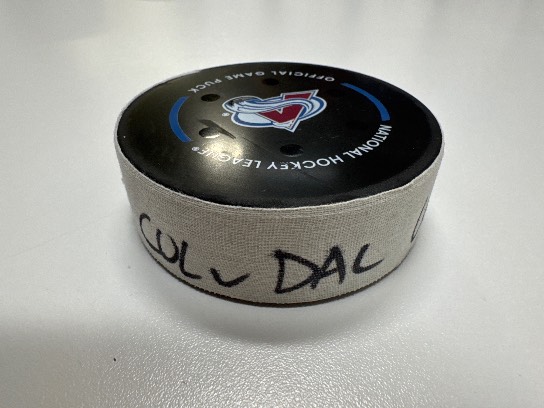 OFFICIAL GAME PUCK
NATIONAL HOCKEY LEAGUE®
COL v DAL